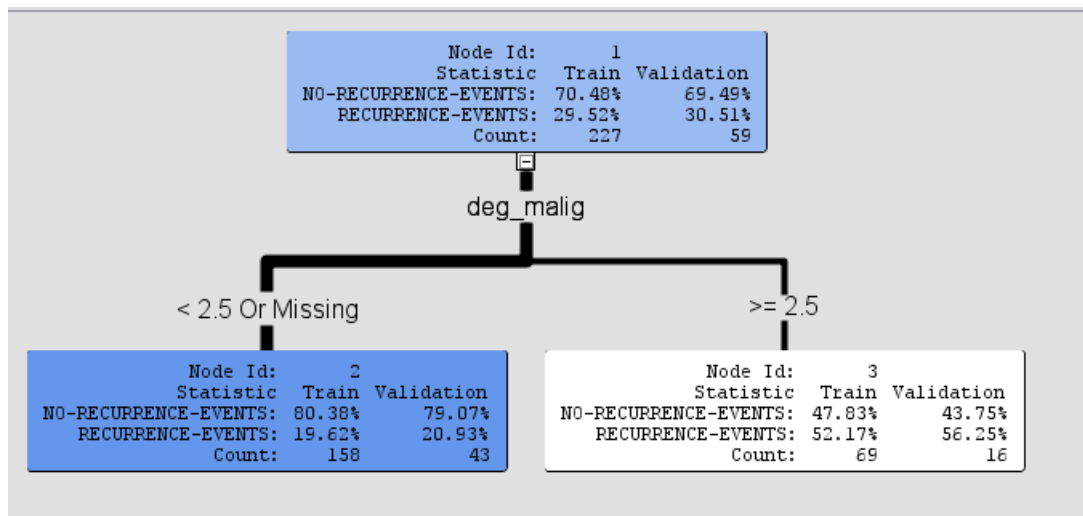 Node Id: 1
Statistic Train Validation
NO-RECURRENCE-EVENTS: 70.48% 69.49%
RECURRENCE-EVENTS: 29.52% 30.51%
Count: 227 59
deg_malig
< 2.5 Or Missing
>= 2.5
Node Id: 2
Statistic Train Validation
NO-RECURRENCE-EVENTS: 80.38% 79.07%
RECURRENCE-EVENTS: 19.62% 20.93%
Count: 158 43
Node Id: 3
Statistic Train Validation
NO-RECURRENCE-EVENTS: 47.83% 43.75%
RECURRENCE-EVENTS: 52.17% 56.25%
Count: 69 16